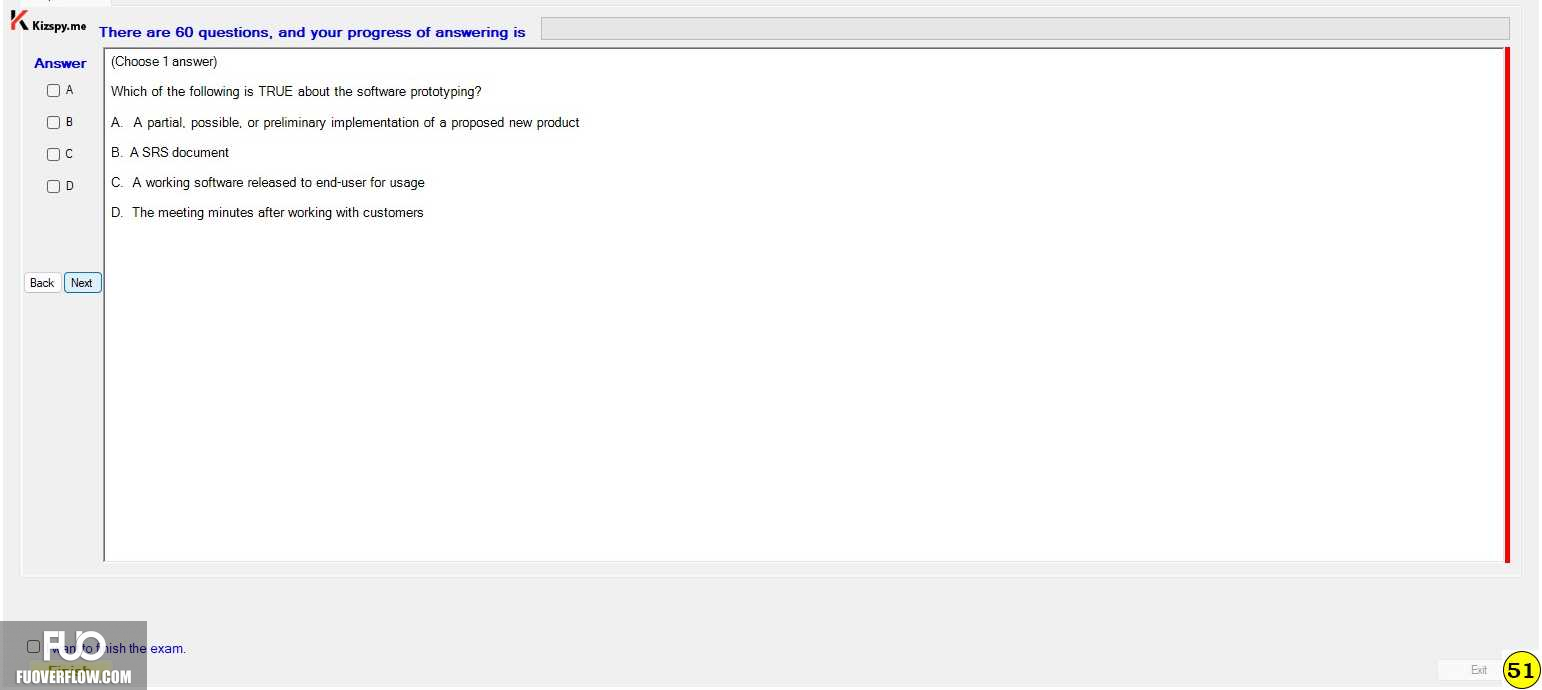 Kizspy.me
There are 60 questions, and your progress of answering is
Answer
(Choose 1 answer)
A
Which of the following is TRUE about the software prototyping?
B
A. A partial, possible, or preliminary implementation of a proposed new product
C
B. A SRS document
D
C. A working software released to end-user for usage
D. The meeting minutes after working with customers
Back
Next
want to finish the exam.
Finish
FUO
FUOVERFLOW.COM
Exit
51